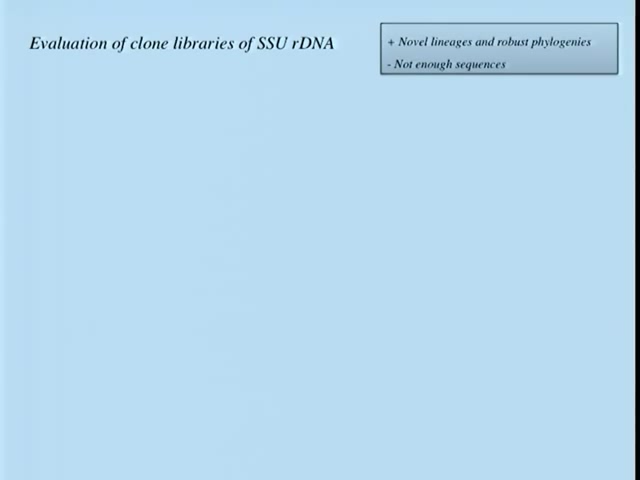 Evaluation of clone libraries of SSU rDNA
+ Novel lineages and robust phylogenies
- Not enough sequences